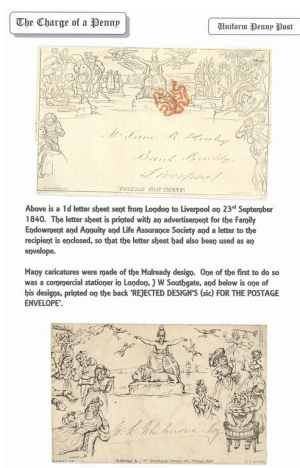 The Charge of a Penny
Uniform Penny Post
Bank Buildgs
Liverpool
POSTAGE ONE PENNY.
Above is a 1d letter sheet sent from London to Liverpool on 23rd September
1840. The letter sheet is printed with an advertisement for the Family
Endowment and Annuity and Life Assurance Society and a letter to the
recipient is enclosed, so that the letter sheet had also been used as an
envelope.
Many caricatures were made of the Mulready design. One of the first to do so
was a commercial stationer in London, J W Southgate, and below is one of
his designs, printed on the back 'REJECTED DESIGN'S (sic) FOR THE POSTAGE
ENVELOPE'.
Published by J.W. Southgate Library